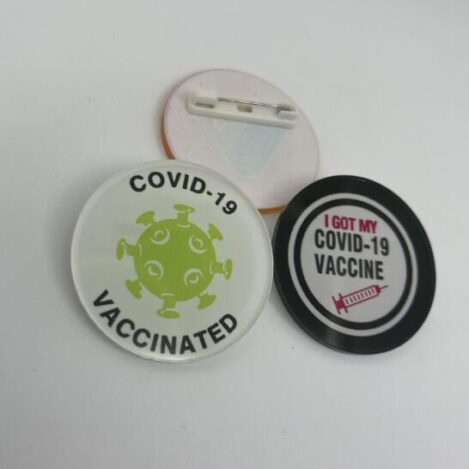 COVID-19
VACCINATED
I GOT MY
COVID-19
VACCINE